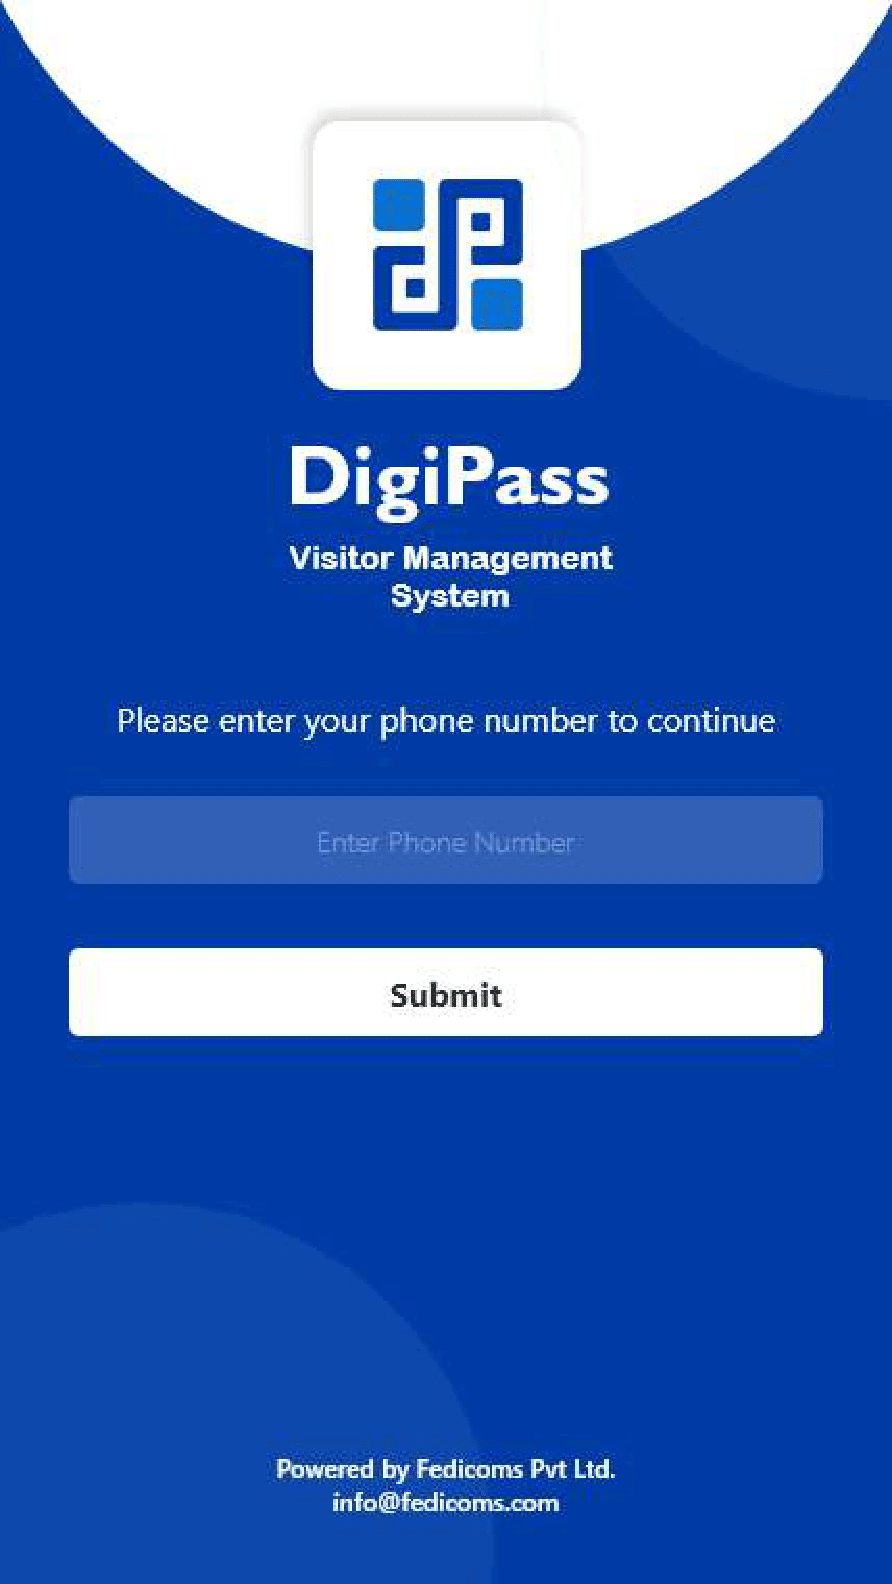 DigiPass
Visitor Management
System
Please enter your phone number to continue
Enter Phone Number
Submit
Powered by Fedicoms Pvt Ltd.
info@fedicoms.com